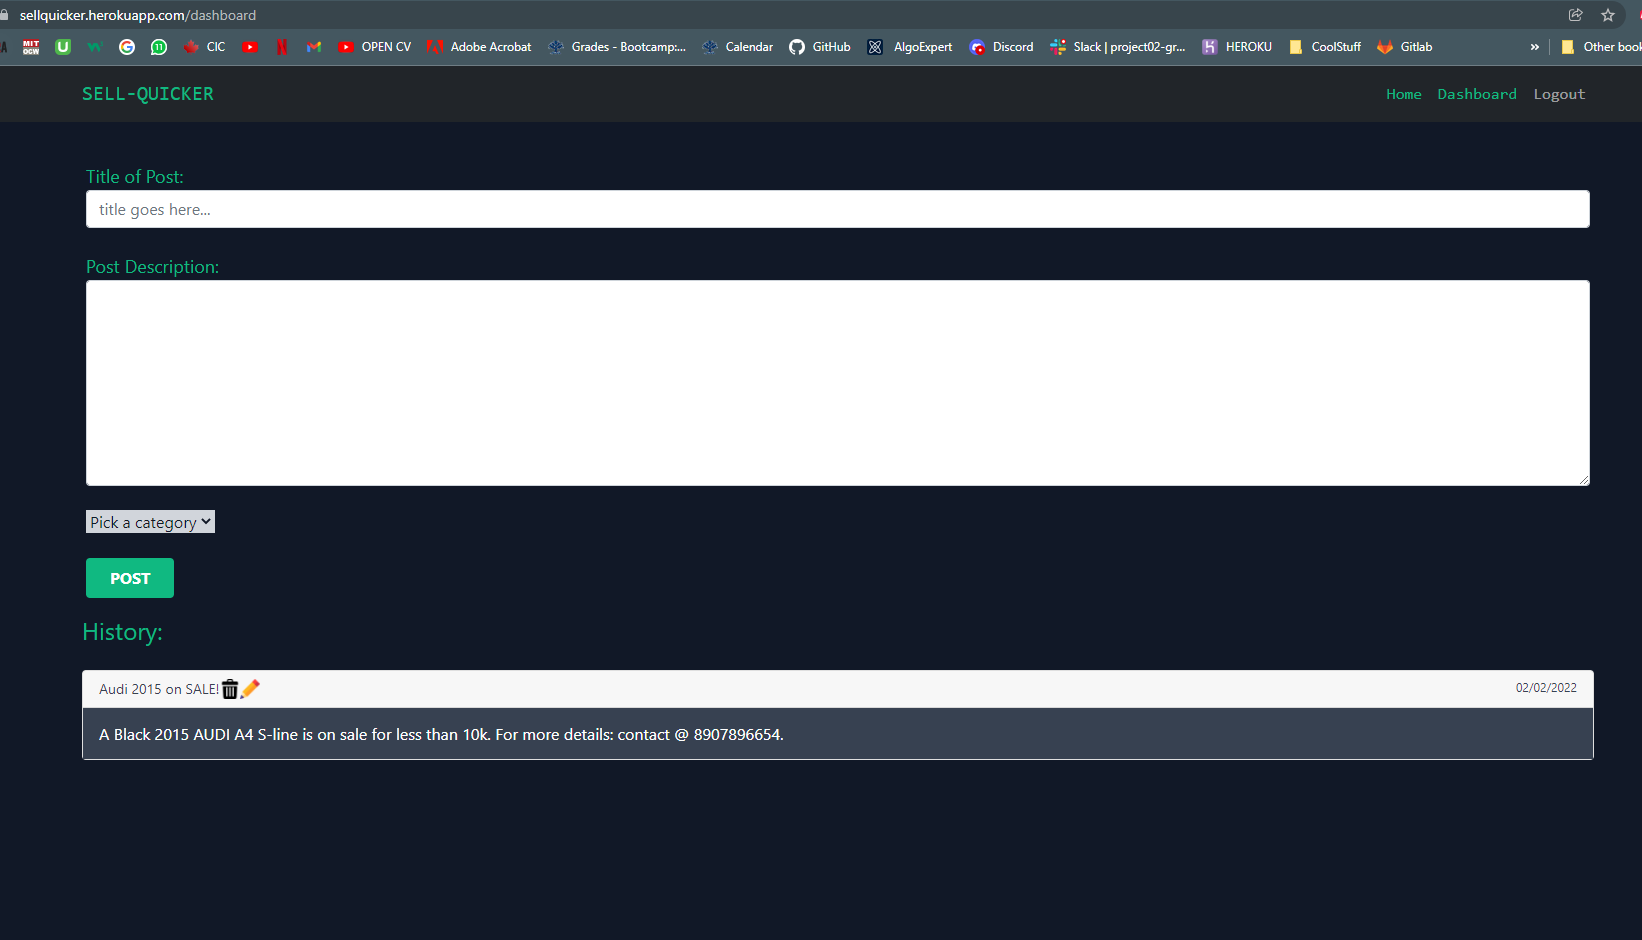 sellquicker.herokuapp.com/dashboard
MIT OCW
U
G
11
CIC
OPEN CV
Adobe Acrobat
Grades - Bootcamp:...
Calendar
GitHub
AlgoExpert
Discord
Slack | project02-gr...
HEROKU
CoolStuff
Gitlab
»
Other book
SELL-QUICKER
Home Dashboard Logout
Title of Post:
title goes here...
Post Description:
Pick a category
POST
History:
Audi 2015 on SALE!
02/02/2022
A Black 2015 AUDI A4 S-line is on sale for less than 10k. For more details: contact @ 8907896654.